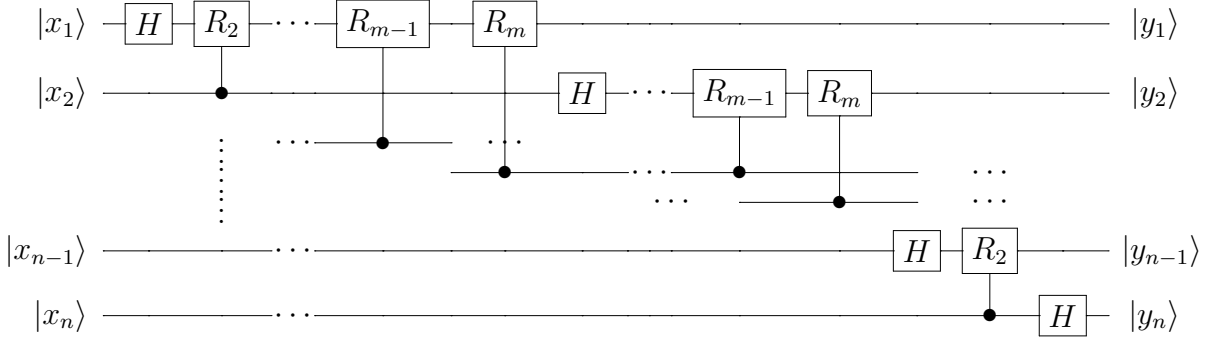 |x₁⟩ H R₂ ··· Rₘ₋₁ Rₘ |y₁⟩
|x₂⟩ H ··· Rₘ₋₁ Rₘ |y₂⟩
··· ···
··· ···
··· ···
|xₙ₋₁⟩ ··· H R₂ |yₙ₋₁⟩
|xₙ⟩ ··· H |yₙ⟩